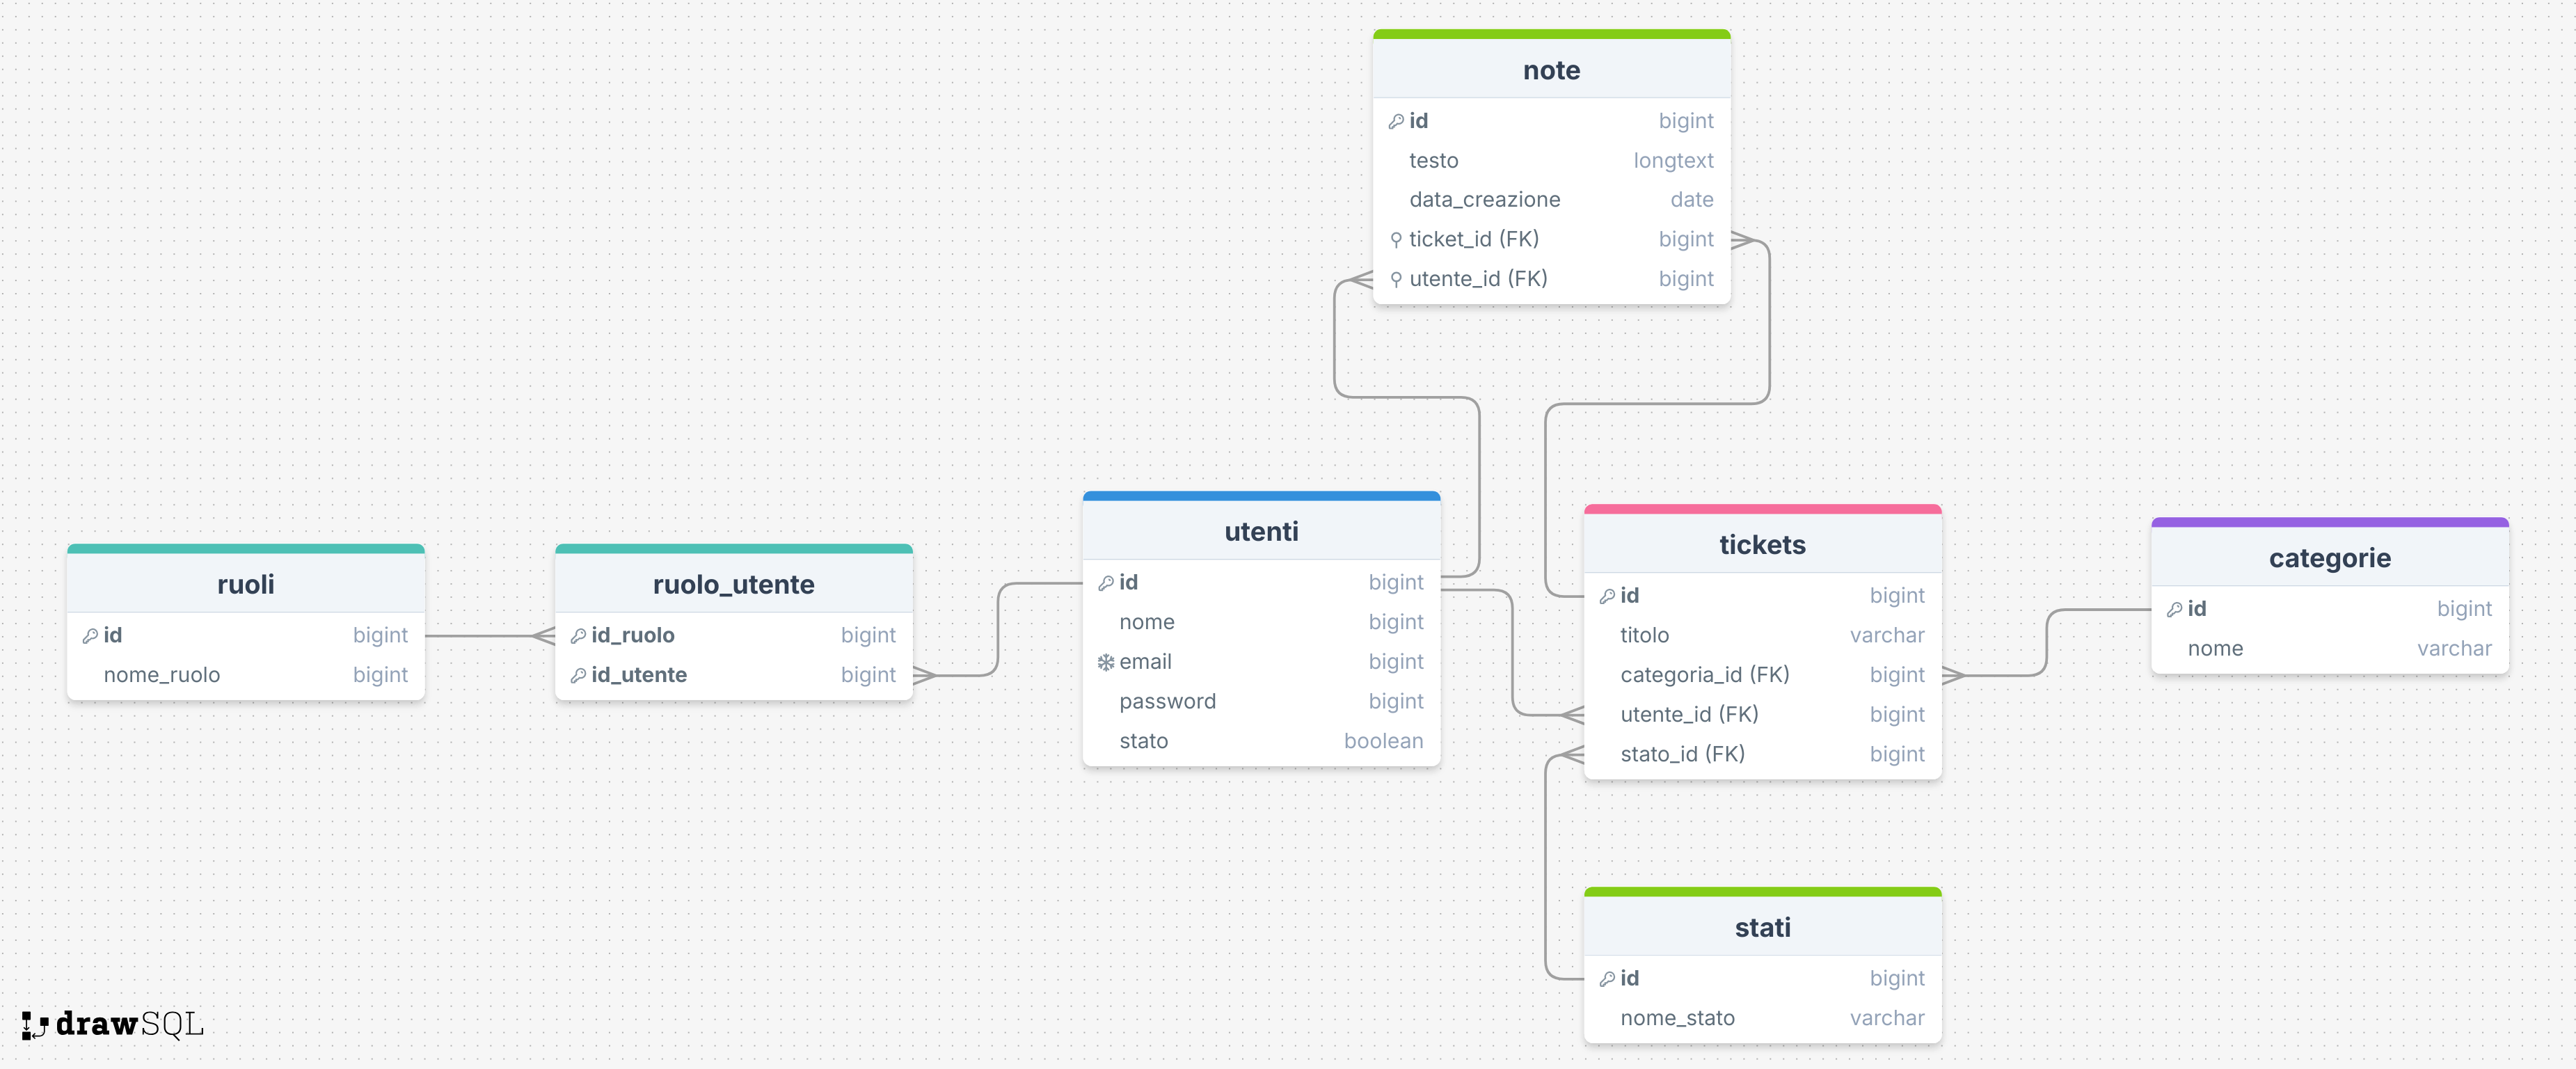 note
id bigint
testo longtext
data_creazione date
ticket_id (FK) bigint
utente_id (FK) bigint
ruoli
id bigint
nome_ruolo bigint
ruolo_utente
id_ruolo bigint
id_utente bigint
utenti
id bigint
nome bigint
email bigint
password bigint
stato boolean
tickets
id bigint
titolo varchar
categoria_id (FK) bigint
utente_id (FK) bigint
stato_id (FK) bigint
categorie
id bigint
nome varchar
stati
id bigint
nome_stato varchar
drawSQL